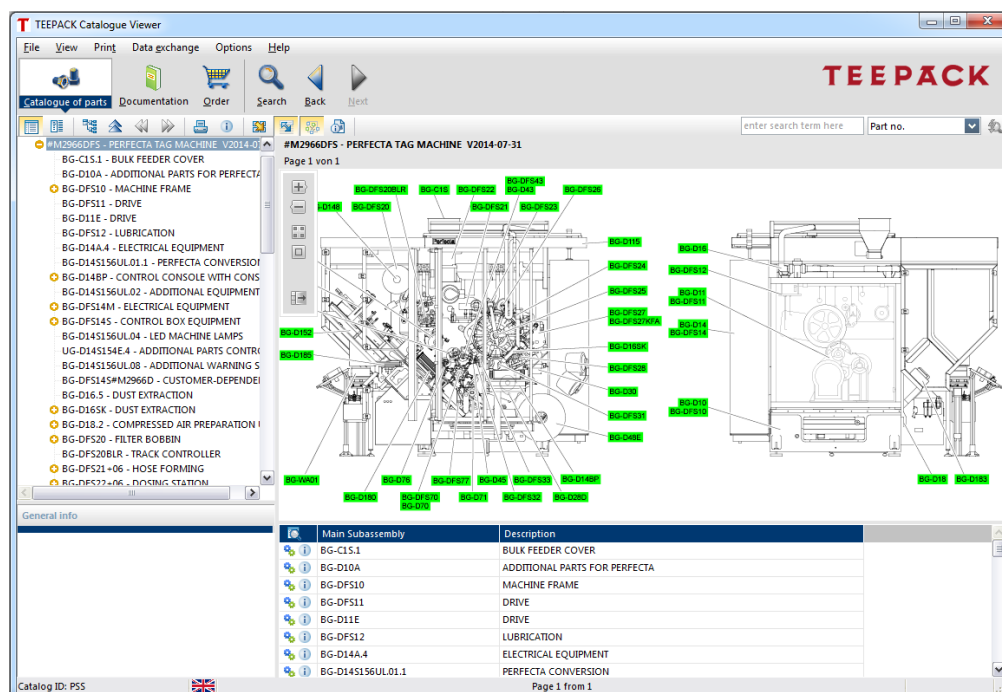 TEEPACK Catalogue Viewer
File View Print Data exchange Options Help
Catalogue of parts Documentation Order Search Back Next
TEEPACK
enter search term here Part no.
#M2966DFS - PERFECTA TAG MACHINE V2014-07
BG-C1S.1 - BULK FEEDER COVER
BG-D10A - ADDITIONAL PARTS FOR PERFECTA
BG-DFS10 - MACHINE FRAME
BG-DFS11 - DRIVE
BG-D11E - DRIVE
BG-DFS12 - LUBRICATION
BG-D14A.4 - ELECTRICAL EQUIPMENT
BG-D14S156UL.01.1 - PERFECTA CONVERSION
BG-D14BP - CONTROL CONSOLE WITH CONS
BG-D14S156UL.02 - ADDITIONAL EQUIPMENT
BG-DFS14M - ELECTRICAL EQUIPMENT
BG-DFS14S - CONTROL BOX EQUIPMENT
BG-D14S156UL.04 - LED MACHINE LAMPS
UG-D14S154E.4 - ADDITIONAL PARTS CONTR
BG-D14S156UL.08 - ADDITIONAL WARNING S
BG-DFS14S#M2966D - CUSTOMER-DEPENDE
BG-D16.5 - DUST EXTRACTION
BG-D16SK - DUST EXTRACTION
BG-D18.2 - COMPRESSED AIR PREPARATION
BG-DFS20 - FILTER BOBBIN
BG-DFS20BLR - TRACK CONTROLLER
BG-DFS21+06 - HOSE FORMING
BG-DFS22+06 - DOSING STATION
General info
#M2966DFS - PERFECTA TAG MACHINE V2014-07-31
Page 1 von 1
BG-DFS43
BG-DFS20BLR BG-C1S BG-DFS22 BG-D43 BG-DFS26
G-D148 BG-DFS20 BG-DFS21 BG-DFS23
Perfecta
BG-D115
BG-DFS24
BG-DFS25
BG-DFS27
BG-DFS27KFA
BG-D16SK
BG-DFS28
BG-D30
BG-DFS31
BG-D48E
BG-D152
BG-D185
BG-WA01 BG-D76 BG-DFS77 BG-D45 BG-DFS33 BG-D14BP
BG-D180 BG-DFS70 BG-D71 BG-DFS32 BG-D28D
BG-D70
BG-D16
BG-DFS12
BG-D11
BG-DFS11
BG-D14
BG-DFS14
BG-D10
BG-DFS10
BG-D18 BG-D183
Main Subassembly Description
BG-C1S.1 BULK FEEDER COVER
BG-D10A ADDITIONAL PARTS FOR PERFECTA
BG-DFS10 MACHINE FRAME
BG-DFS11 DRIVE
BG-D11E DRIVE
BG-DFS12 LUBRICATION
BG-D14A.4 ELECTRICAL EQUIPMENT
BG-D14S156UL.01.1 PERFECTA CONVERSION
Catalog ID: PSS Page 1 from 1